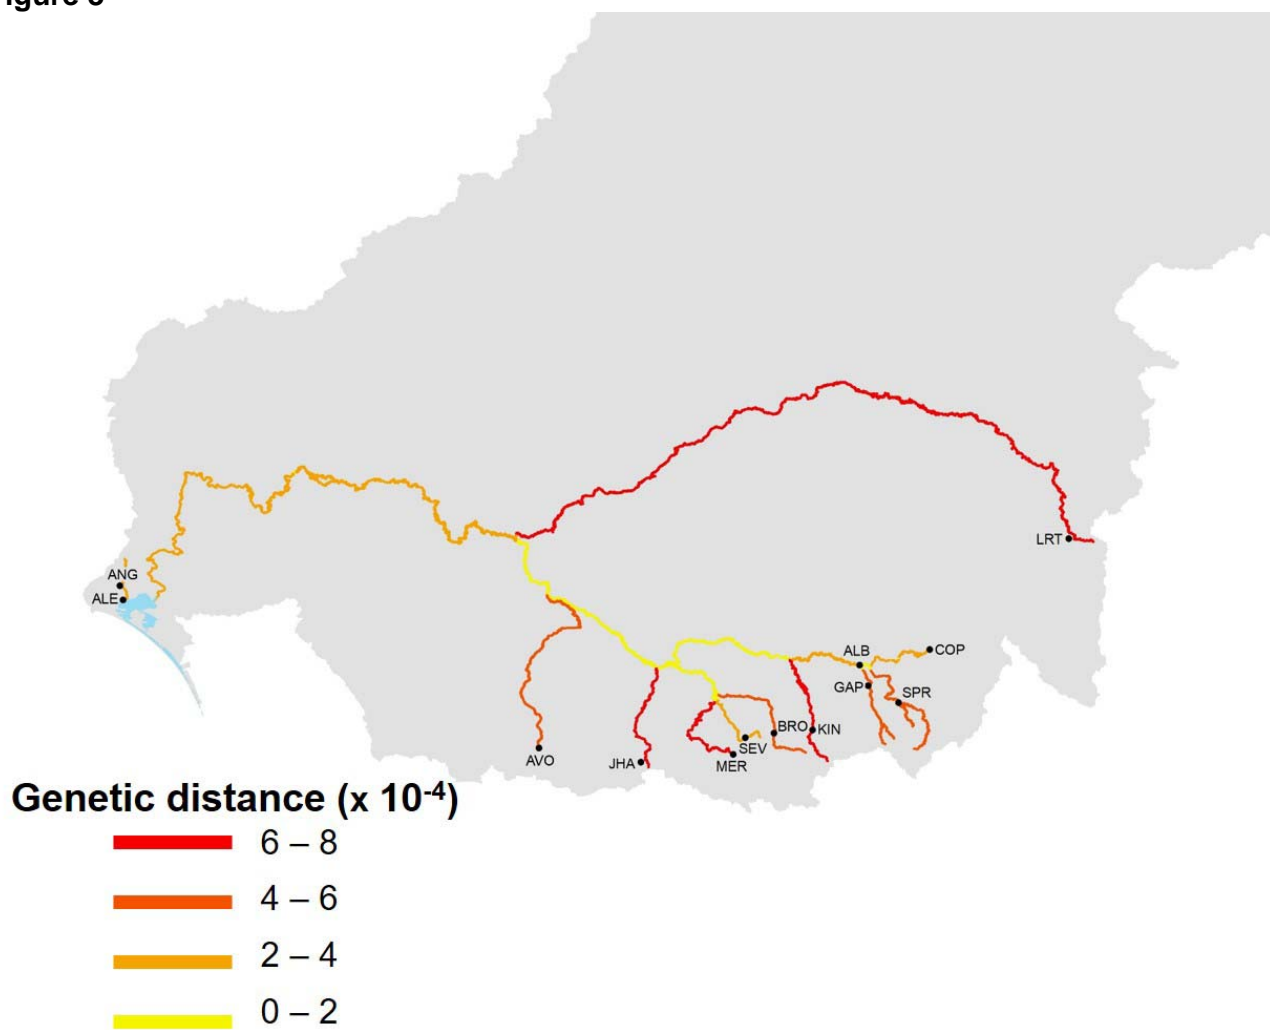 LRT
ANG
ALE
ALB
COP
GAP
SPR
BRO
KIN
SEV
AVO
JHA
MER
Genetic distance (x 10-4)
6 – 8
4 – 6
2 – 4
0 – 2